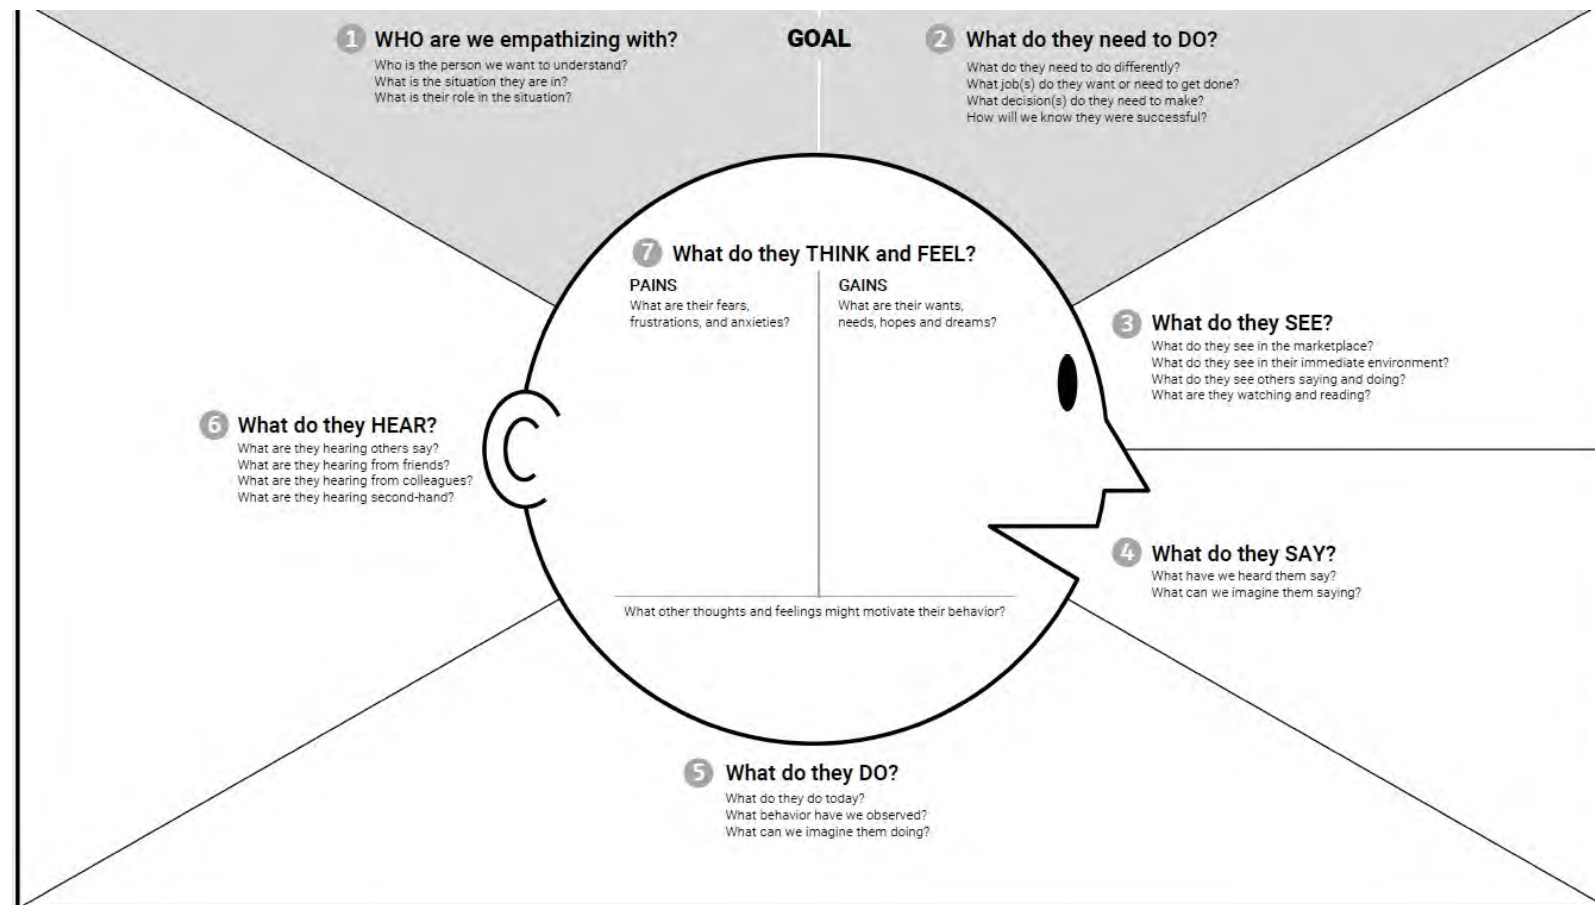 GOAL
1 WHO are we empathizing with?
Who is the person we want to understand?
What is the situation they are in?
What is their role in the situation?
2 What do they need to DO?
What do they need to do differently?
What job(s) do they want or need to get done?
What decision(s) do they need to make?
How will we know they were successful?
3 What do they SEE?
What do they see in the marketplace?
What do they see in their immediate environment?
What do they see others saying and doing?
What are they watching and reading?
4 What do they SAY?
What have we heard them say?
What can we imagine them saying?
5 What do they DO?
What do they do today?
What behavior have we observed?
What can we imagine them doing?
6 What do they HEAR?
What are they hearing others say?
What are they hearing from friends?
What are they hearing from colleagues?
What are they hearing second-hand?
7 What do they THINK and FEEL?
PAINS
What are their fears,
frustrations, and anxieties?
GAINS
What are their wants,
needs, hopes and dreams?
What other thoughts and feelings might motivate their behavior?